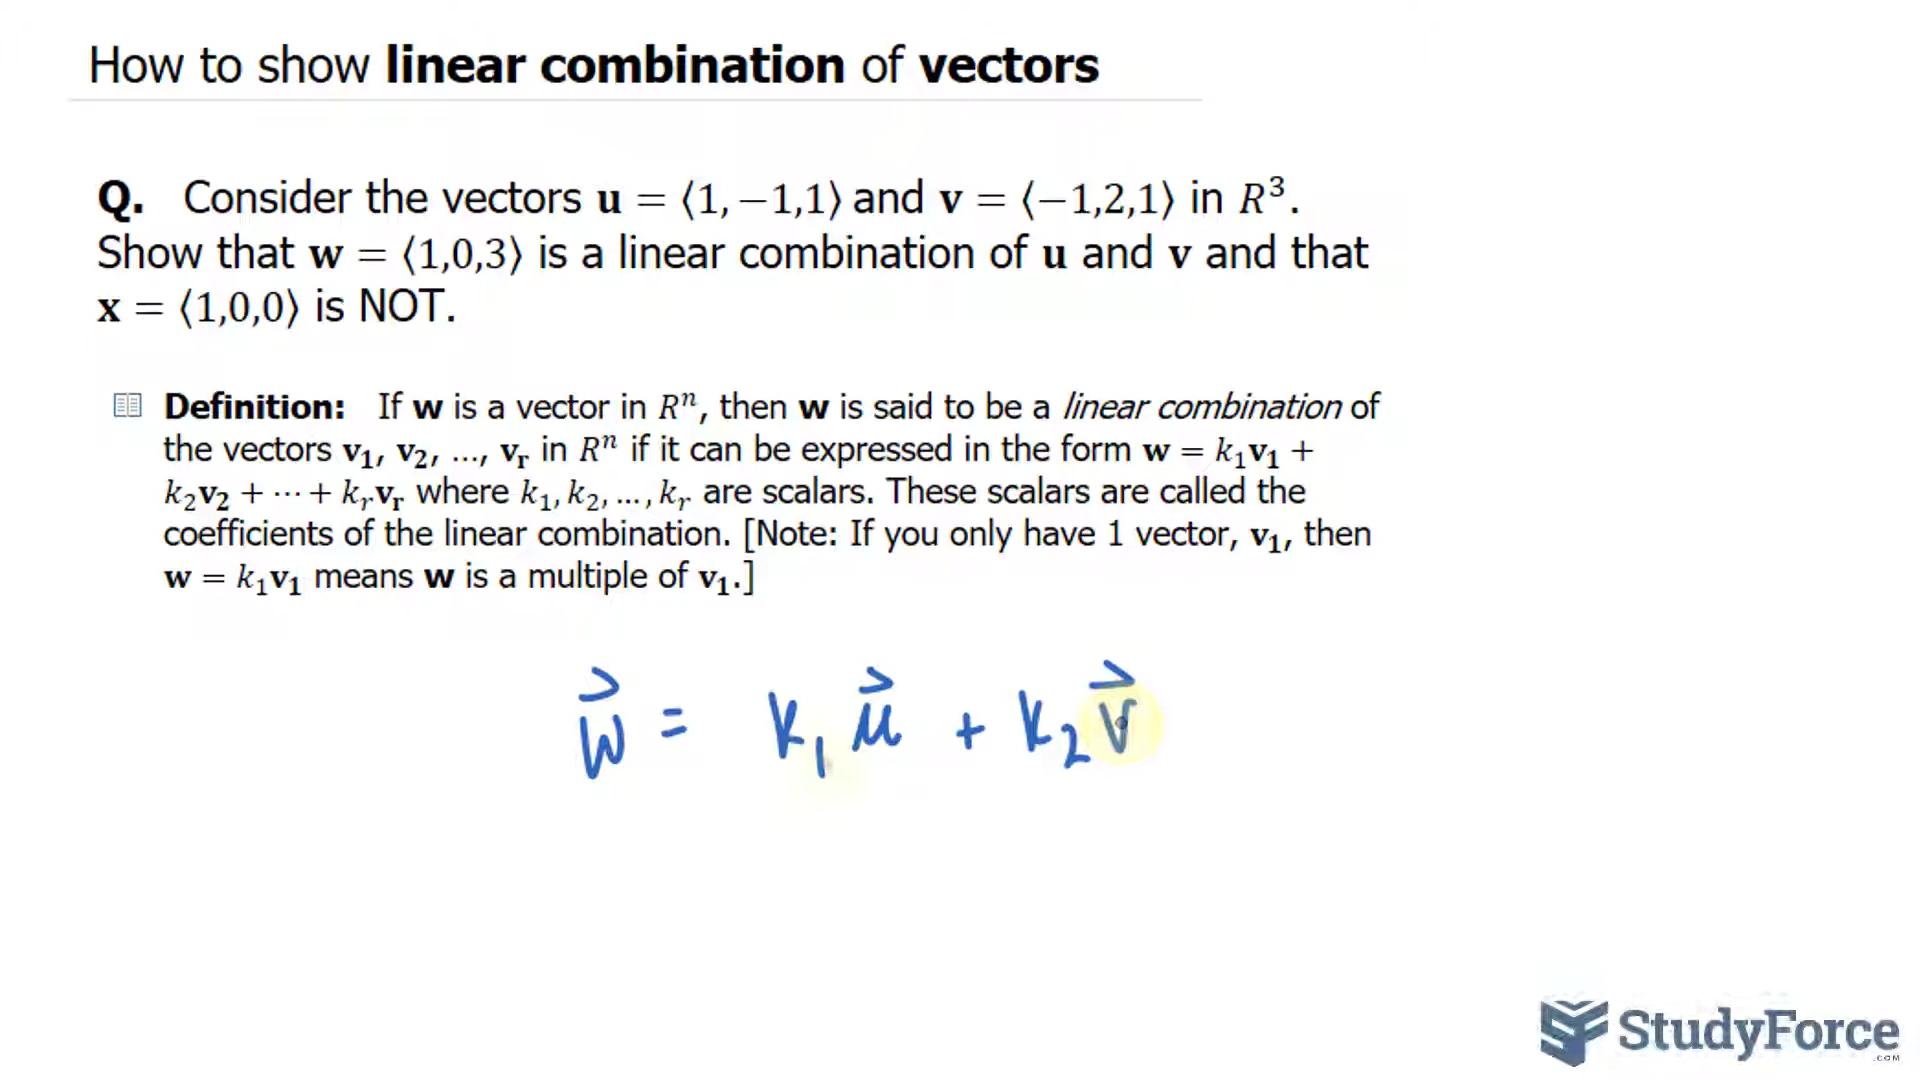 How to show linear combination of vectors
Q. Consider the vectors u = ⟨1,−1,1⟩ and v = ⟨−1,2,1⟩ in R³.
Show that w = ⟨1,0,3⟩ is a linear combination of u and v and that
x = ⟨1,0,0⟩ is NOT.
Definition: If w is a vector in Rⁿ, then w is said to be a linear combination of
the vectors v₁, v₂, ..., vᵣ in Rⁿ if it can be expressed in the form w = k₁v₁ +
k₂v₂ + ⋯ + kᵣvᵣ where k₁, k₂, ..., kᵣ are scalars. These scalars are called the
coefficients of the linear combination. [Note: If you only have 1 vector, v₁, then
w = k₁v₁ means w is a multiple of v₁.]
w⃗ = k₁u⃗ + k₂v⃗
StudyForce
.COM